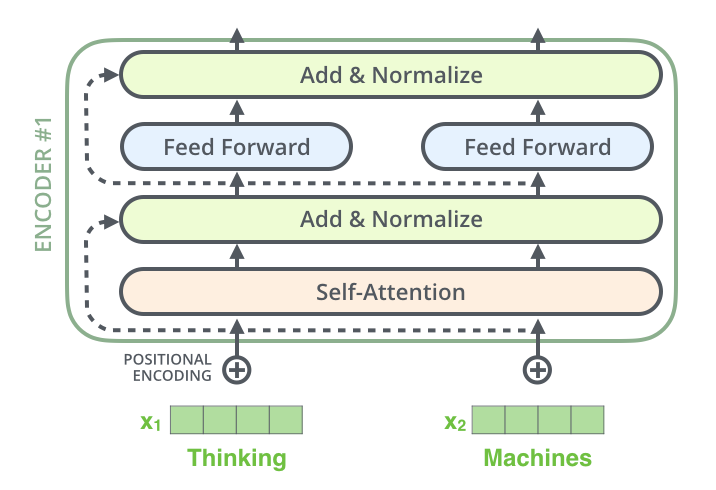 ENCODER #1
Add & Normalize
Feed Forward
Feed Forward
Add & Normalize
Self-Attention
POSITIONAL
ENCODING
x₁
x₂
Thinking
Machines